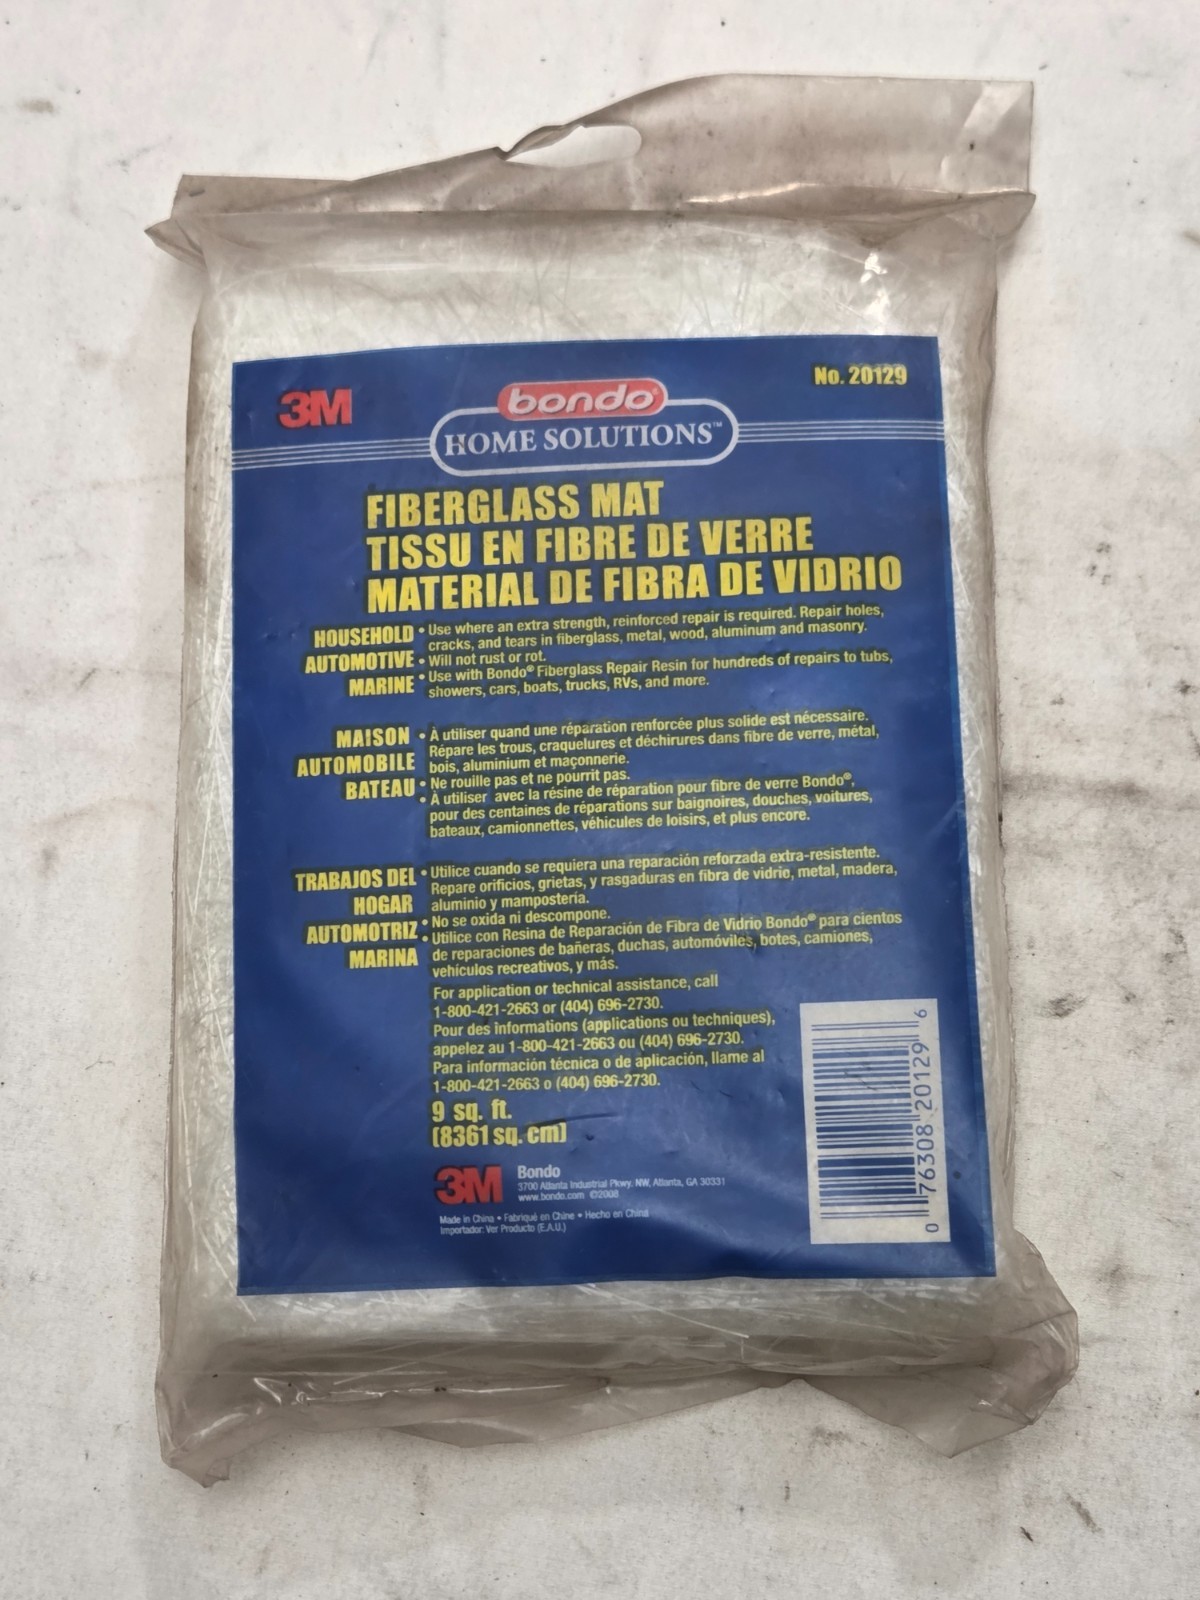 3M
bondo®
HOME SOLUTIONS™
No. 20129
FIBERGLASS MAT
TISSU EN FIBRE DE VERRE
MATERIAL DE FIBRA DE VIDRIO
HOUSEHOLD
AUTOMOTIVE
MARINE
• Use where an extra strength, reinforced repair is required. Repair holes,
cracks, and tears in fiberglass, metal, wood, aluminum and masonry.
• Will not rust or rot.
• Use with Bondo® Fiberglass Repair Resin for hundreds of repairs to tubs,
showers, cars, boats, trucks, RVs, and more.
MAISON
AUTOMOBILE
BATEAU
• À utiliser quand une réparation renforcée plus solide est nécessaire.
Répare les trous, craquelures et déchirures dans fibre de verre, métal,
bois, aluminium et maçonnerie.
• Ne rouille pas et ne pourrit pas.
• À utiliser avec la résine de réparation pour fibre de verre Bondo®,
pour des centaines de réparations sur baignoires, douches, voitures,
bateaux, camionnettes, véhicules de loisirs, et plus encore.
TRABAJOS DEL
HOGAR
AUTOMOTRIZ
MARINA
• Utilice cuando se requiera una reparación reforzada extra-resistente.
Repare orificios, grietas, y rasgaduras en fibra de vidrio, metal, madera,
aluminio y mampostería.
• No se oxida ni descompone.
• Utilice con Resina de Reparación de Fibra de Vidrio Bondo® para cientos
de reparaciones de bañeras, duchas, automóviles, botes, camiones,
vehículos recreativos, y más.
For application or technical assistance, call
1-800-421-2663 or (404) 696-2730.
Pour des informations (applications ou techniques),
appelez au 1-800-421-2663 ou (404) 696-2730.
Para información técnica o de aplicación, llame al
1-800-421-2663 o (404) 696-2730.
9 sq. ft.
(8361 sq. cm)
3M
Bondo
3700 Atlanta Industrial Pkwy. NW, Atlanta, GA 30331
www.bondo.com ©2008
Made in China • Fabriqué en Chine • Hecho en China
Importador: Ver Producto (E.A.U.)
0 76308 20129 6